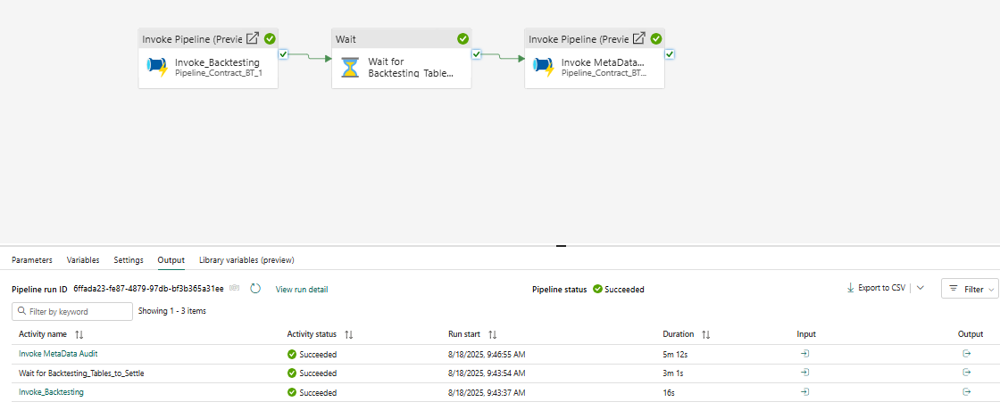 Invoke Pipeline (Previe
Invoke_Backtesting
Pipeline_Contract_BT_1
Wait
Wait for
Backtesting_Table...
Invoke Pipeline (Previe
Invoke MetaData...
Pipeline_Contract_BT...
Parameters Variables Settings Output Library variables (preview)
Pipeline run ID 6ffada23-fe87-4879-97db-bf3b365a31ee View run detail Pipeline status Succeeded Export to CSV Filter
Filter by keyword Showing 1 - 3 items
Activity name Activity status Run start Duration Input Output
Invoke MetaData Audit Succeeded 8/18/2025, 9:46:55 AM 5m 12s
Wait for Backtesting_Tables_to_Settle Succeeded 8/18/2025, 9:43:54 AM 3m 1s
Invoke_Backtesting Succeeded 8/18/2025, 9:43:37 AM 16s